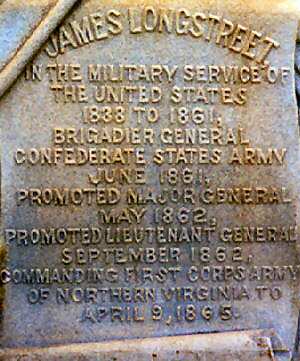 JAMES LONGSTREET
IN THE MILITARY SERVICE OF
THE UNITED STATES
1838 TO 1861,
BRIGADIER GENERAL
CONFEDERATE STATES ARMY
JUNE 1861,
PROMOTED MAJOR GENERAL
MAY 1862,
PROMOTED LIEUTENANT GENERAL
SEPTEMBER 1862,
COMMANDING FIRST CORPS ARMY
OF NORTHERN VIRGINIA TO
APRIL 9, 1865.